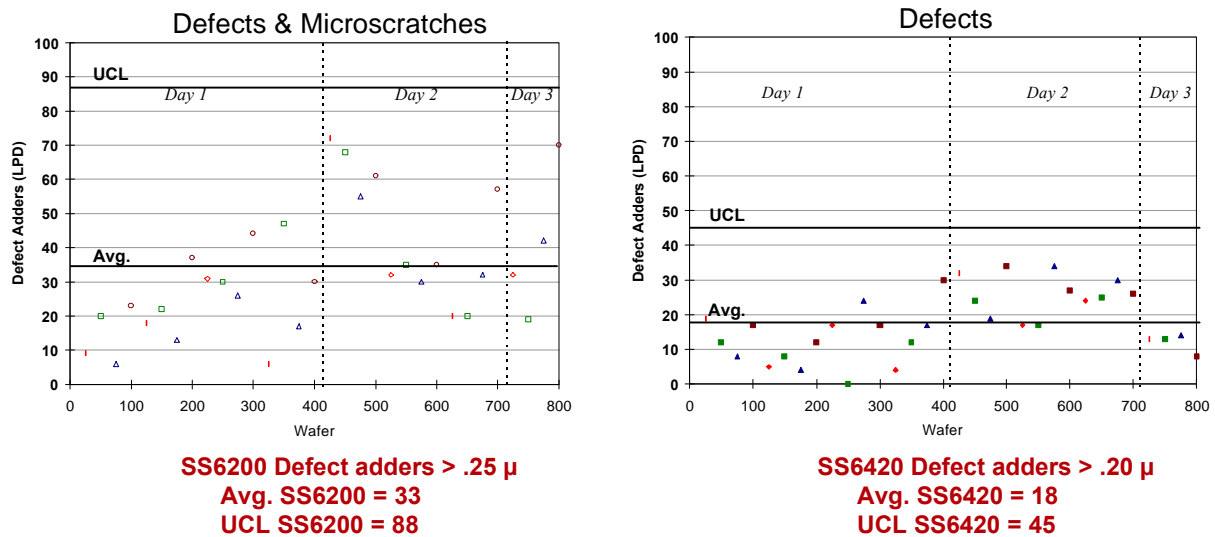 Defects & Microscratches
100
90
80
70
60
50
40
30
20
10
0
Defect Adders (LPD)
UCL
Day 1
Day 2
Day 3
Avg.
0 100 200 300 400 500 600 700 800
Wafer
SS6200 Defect adders > .25 µ
Avg. SS6200 = 33
UCL SS6200 = 88
Defects
100
90
80
70
60
50
40
30
20
10
0
Defect Adders (LPD)
Day 1
Day 2
Day 3
UCL
Avg.
0 100 200 300 400 500 600 700 800
Wafer
SS6420 Defect adders > .20 µ
Avg. SS6420 = 18
UCL SS6420 = 45